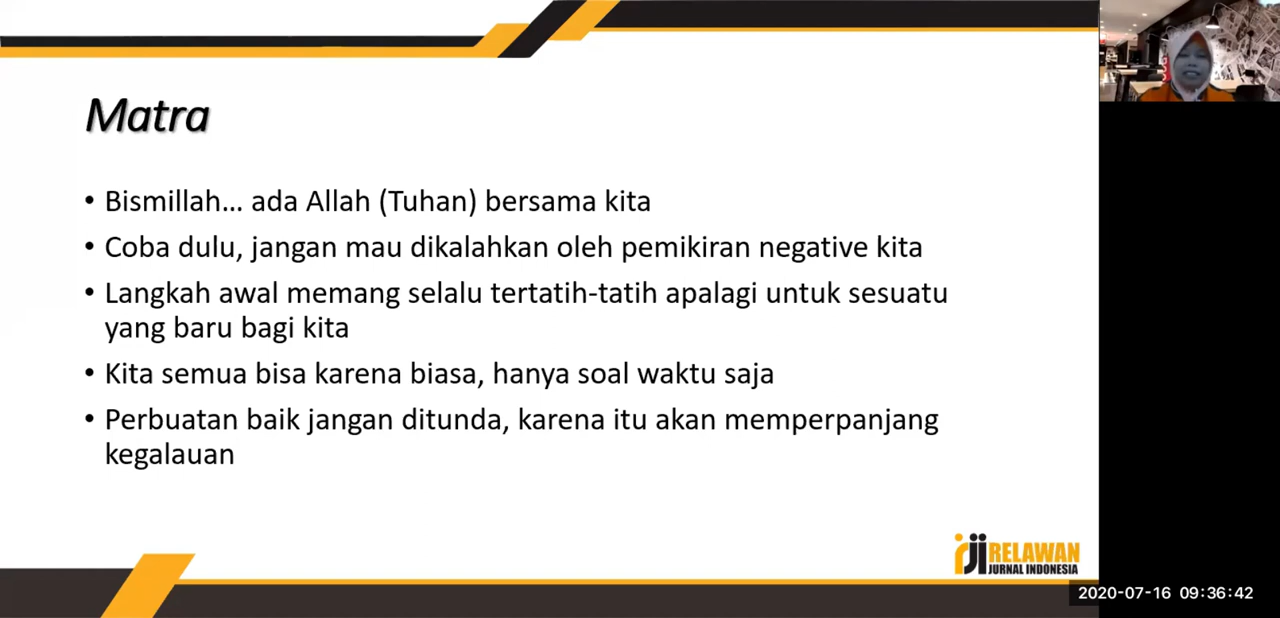 Matra
• Bismillah... ada Allah (Tuhan) bersama kita
• Coba dulu, jangan mau dikalahkan oleh pemikiran negative kita
• Langkah awal memang selalu tertatih-tatih apalagi untuk sesuatu
yang baru bagi kita
• Kita semua bisa karena biasa, hanya soal waktu saja
• Perbuatan baik jangan ditunda, karena itu akan memperpanjang
kegalauan
rji RELAWAN
JURNAL INDONESIA
2020-07-16 09:36:42